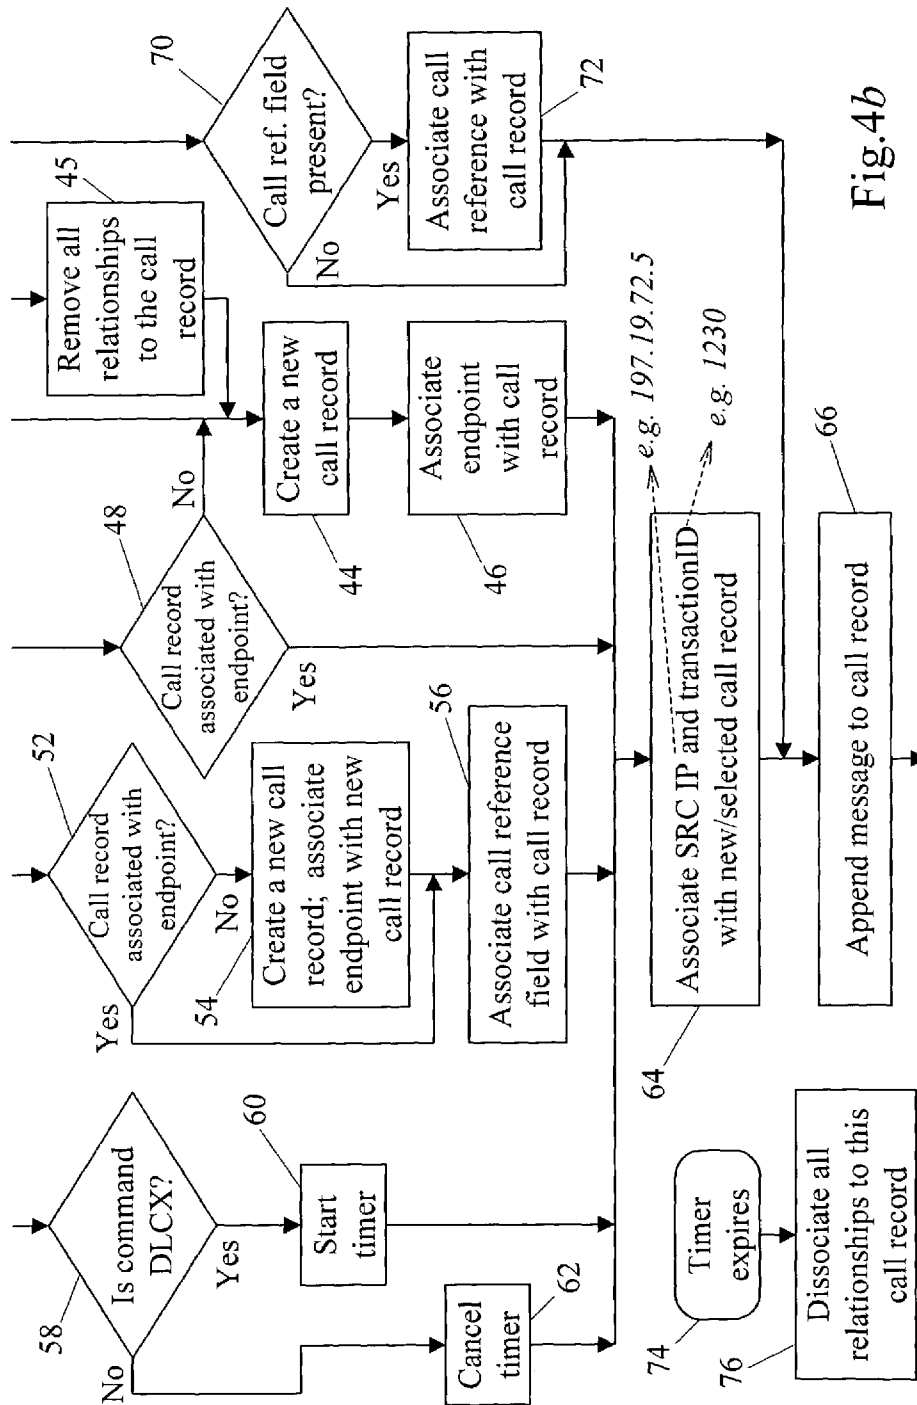 58
Is command
DLCX?
No
Yes
60
Start
timer
Cancel
timer
62
52
Call record
associated with
endpoint?
Yes
No
54
Create a new call
record; associate
endpoint with new
call record
56
Associate call reference
field with call record
48
Call record
associated with
endpoint?
No
Yes
45
Remove all
relationships
to the call
record
Create a new
call record
44
Associate
endpoint
with call
record
46
70
Call ref. field
present?
No
Yes
Associate call
reference with
call record
72
e.g. 197.19.72.5
e.g. 1230
Associate SRC IP and transactionID
with new/selected call record
64
66
Append message to call record
Timer
expires
74
Dissociate all
relationships to this
call record
76
Fig.4b